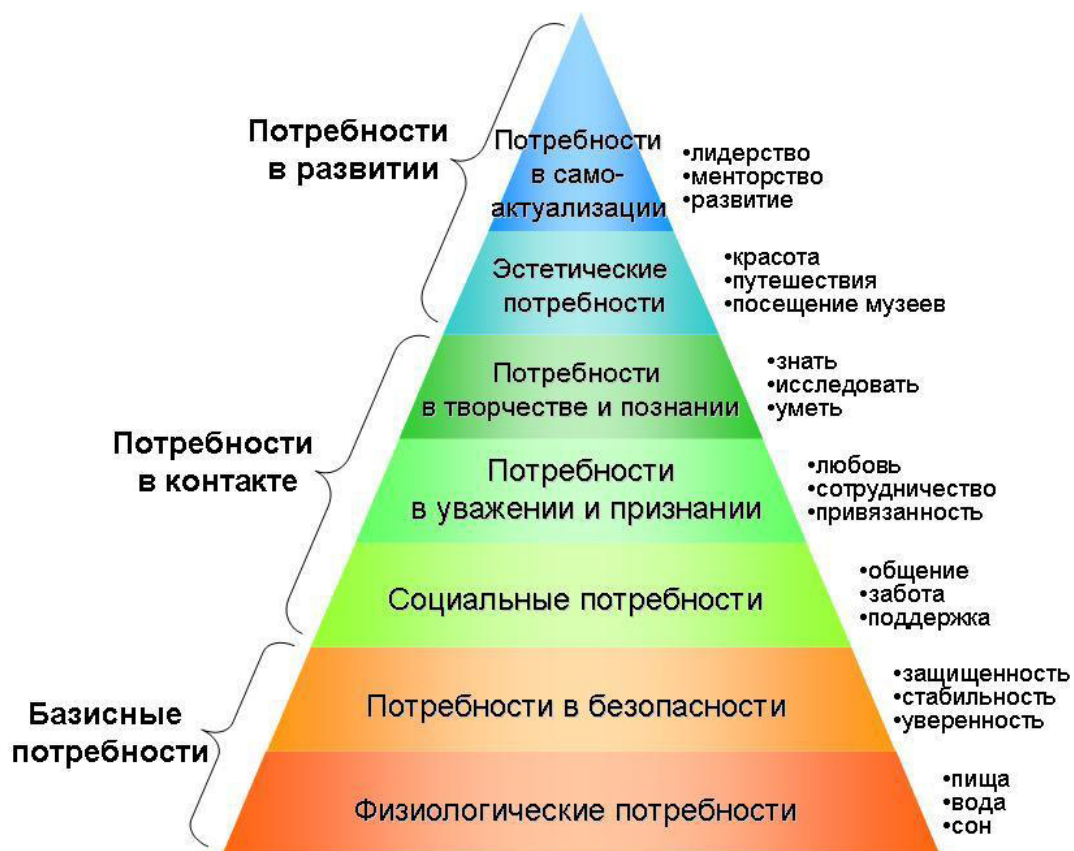 Потребности
в развитии
Потребности
в само-
актуализации
•лидерство
•менторство
•развитие
Эстетические
потребности
•красота
•путешествия
•посещение музеев
Потребности
в контакте
Потребности
в творчестве и познании
•знать
•исследовать
•уметь
Потребности
в уважении и признании
•любовь
•сотрудничество
•привязанность
Социальные потребности
•общение
•забота
•поддержка
Базисные
потребности
Потребности в безопасности
•защищенность
•стабильность
•уверенность
Физиологические потребности
•пища
•вода
•сон